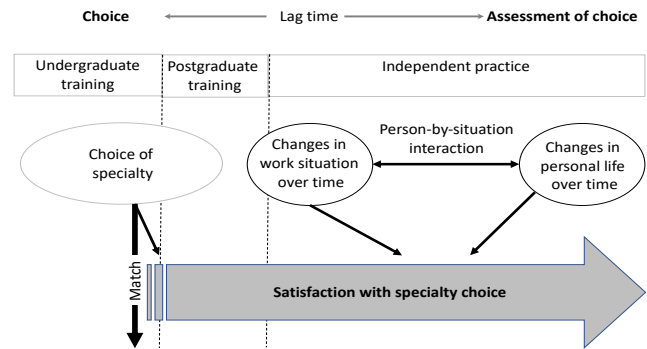 Choice
Lag time
Assessment of choice
Undergraduate
training
Postgraduate
training
Independent practice
Choice of
specialty
Changes in
work situation
over time
Person-by-situation
interaction
Changes in
personal life
over time
Match
Satisfaction with specialty choice